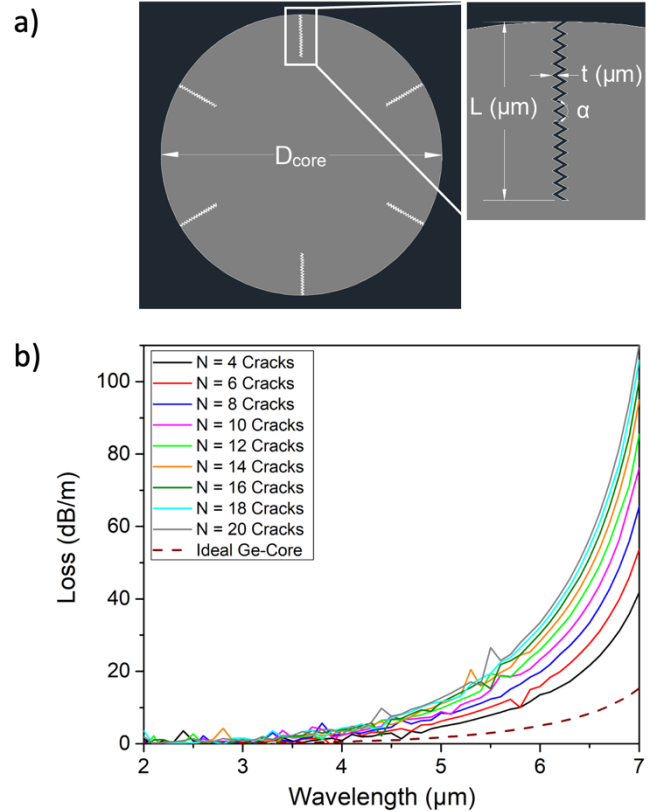 a)
D_core
L (µm)
t (µm)
α
b)
Loss (dB/m)
100
80
60
40
20
0
N = 4 Cracks
N = 6 Cracks
N = 8 Cracks
N = 10 Cracks
N = 12 Cracks
N = 14 Cracks
N = 16 Cracks
N = 18 Cracks
N = 20 Cracks
Ideal Ge-Core
2 3 4 5 6 7
Wavelength (µm)